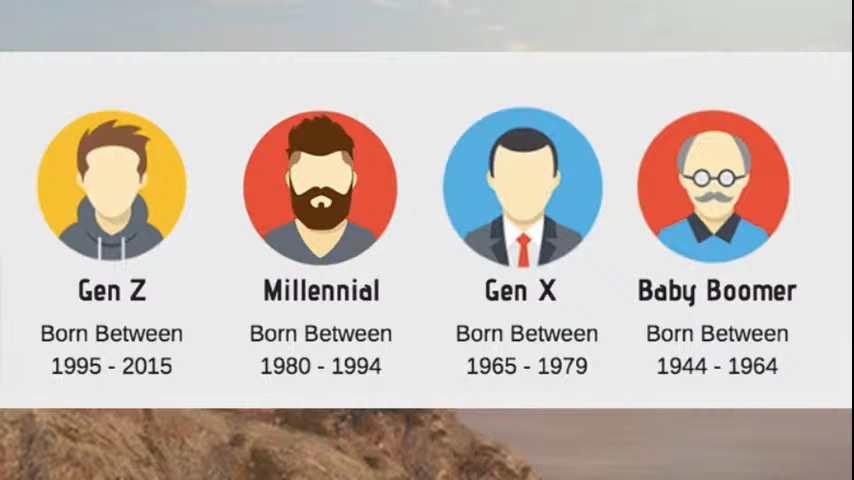 Gen Z
Born Between
1995 - 2015
Millennial
Born Between
1980 - 1994
Gen X
Born Between
1965 - 1979
Baby Boomer
Born Between
1944 - 1964